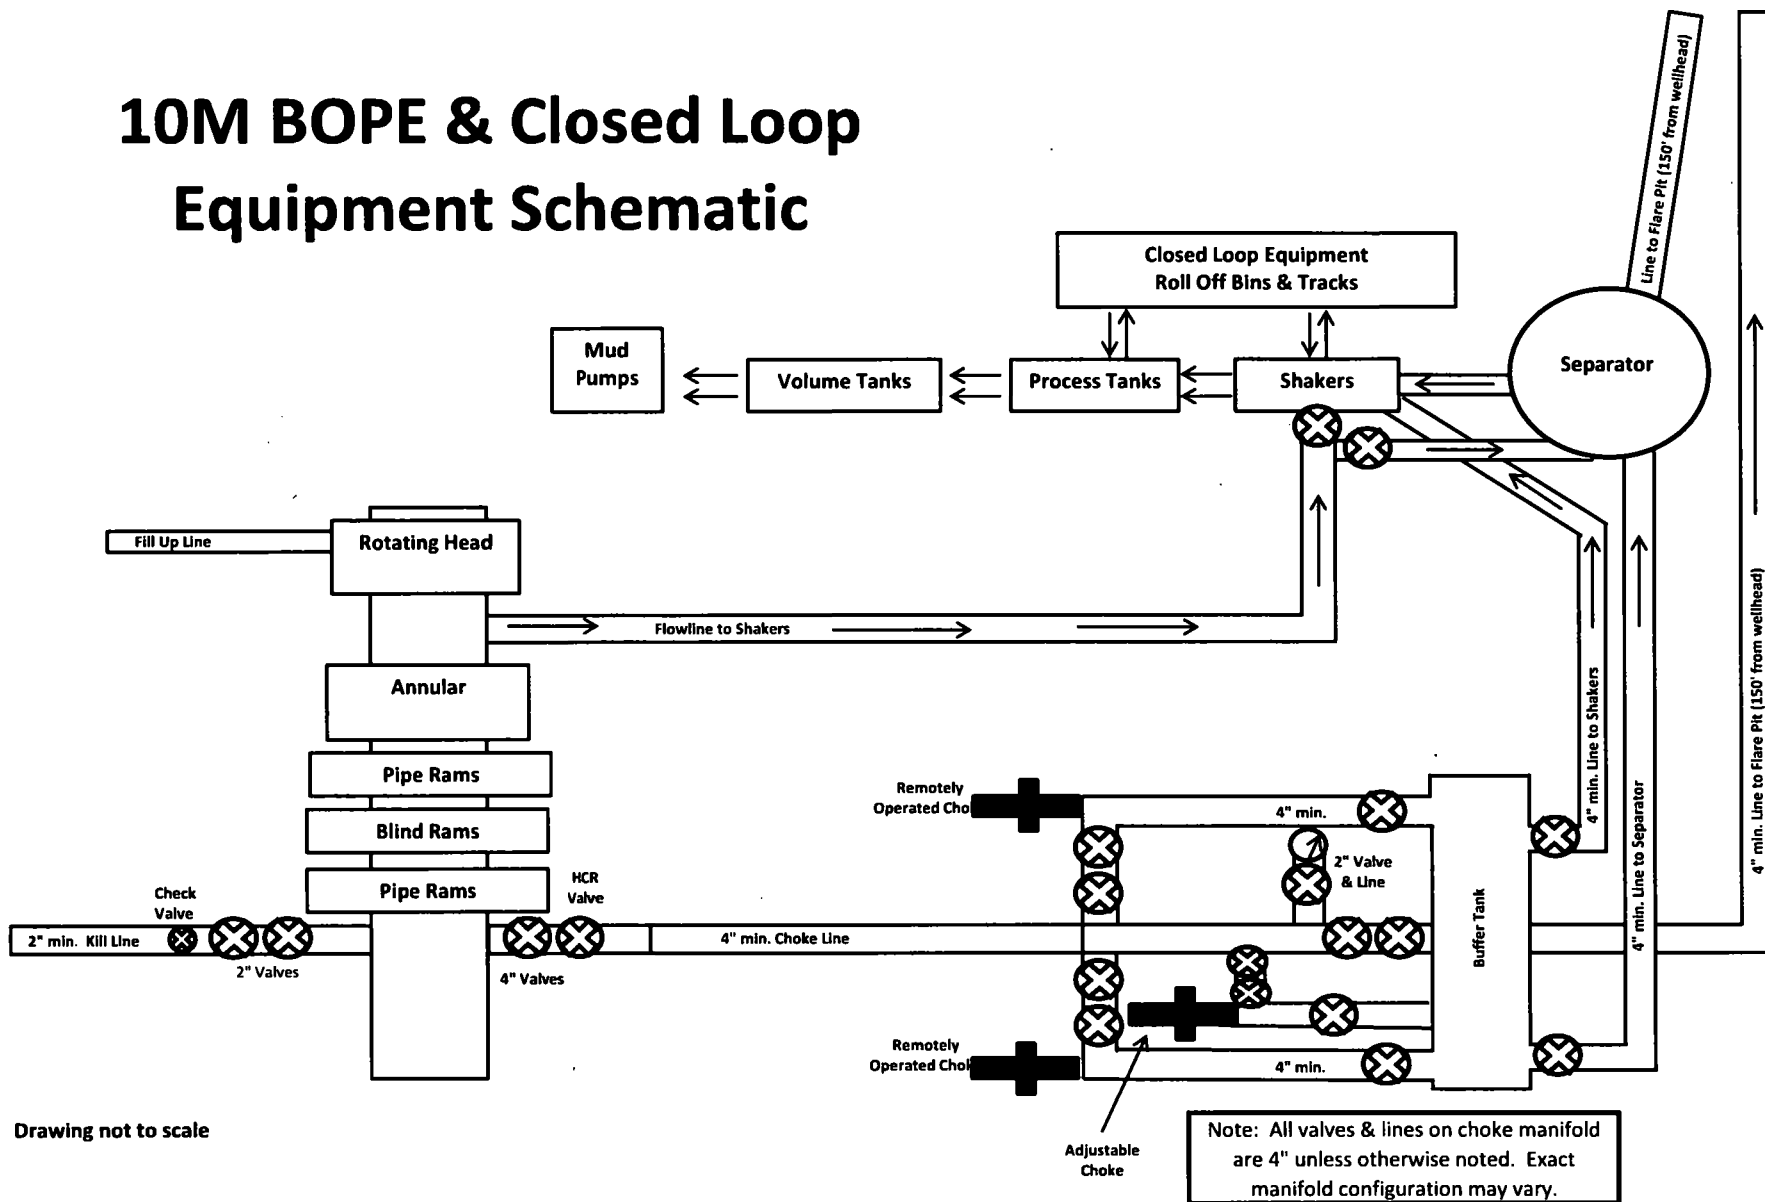 10M BOPE & Closed Loop
Equipment Schematic
Line to Flare Pit (150' from wellhead)
Closed Loop Equipment
Roll Off Bins & Tracks
Mud
Pumps
Volume Tanks
Process Tanks
Shakers
Separator
Fill Up Line
Rotating Head
Flowline to Shakers
Annular
Pipe Rams
Blind Rams
Pipe Rams
Check
Valve
HCR
Valve
2" min. Kill Line
2" Valves
4" Valves
4" min. Choke Line
Remotely
Operated Cho
4" min.
2" Valve
& Line
Buffer Tank
4" min. Line to Shakers
4" min. Line to Separator
4" min. Line to Flare Pit (150' from wellhead)
Remotely
Operated Chok
4" min.
Adjustable
Choke
Drawing not to scale
Note: All valves & lines on choke manifold
are 4" unless otherwise noted. Exact
manifold configuration may vary.